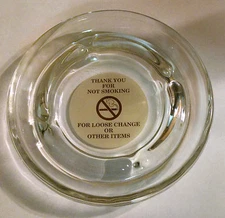 THANK YOU
FOR
NOT SMOKING
FOR LOOSE CHANGE
OR
OTHER ITEMS